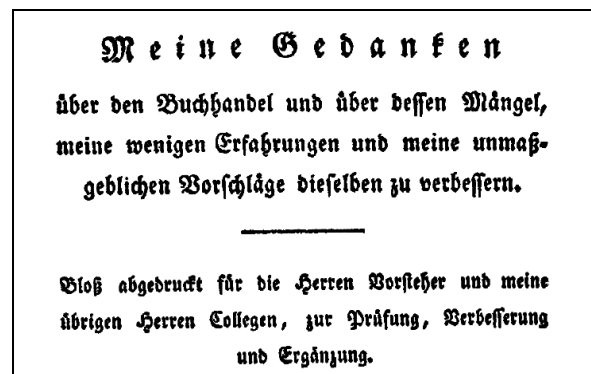 Meine Gedanken
über den Buchhandel und über dessen Mängel,
meine wenigen Erfahrungen und meine unmaß-
geblichen Vorschläge dieselben zu verbessern.
Bloß abgedruckt für die Herren Vorsteher und meine
übrigen Herren Collegen, zur Prüfung, Verbesserung
und Ergänzung.